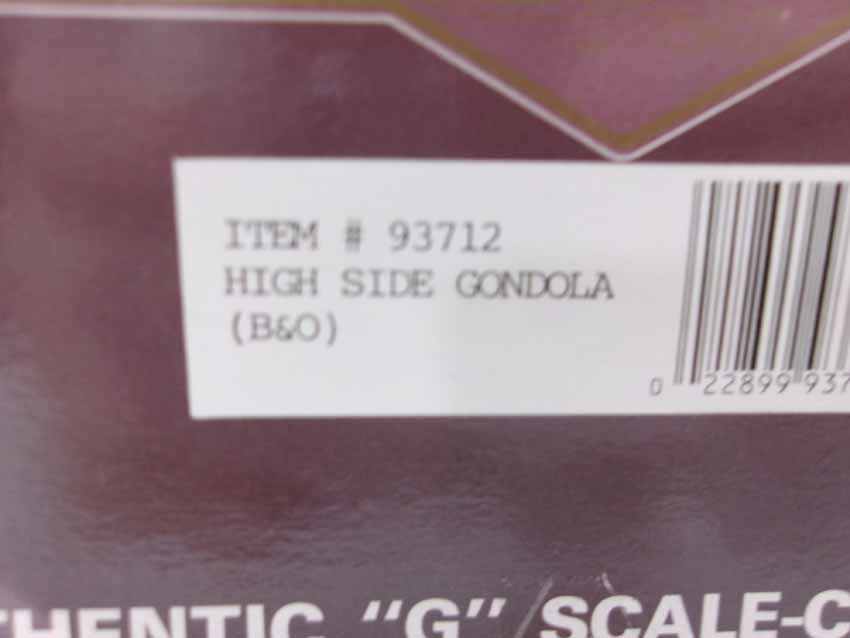 ITEM # 93712
HIGH SIDE GONDOLA
(B&O)
0 22899 937
THENTIC "G" SCALE-C